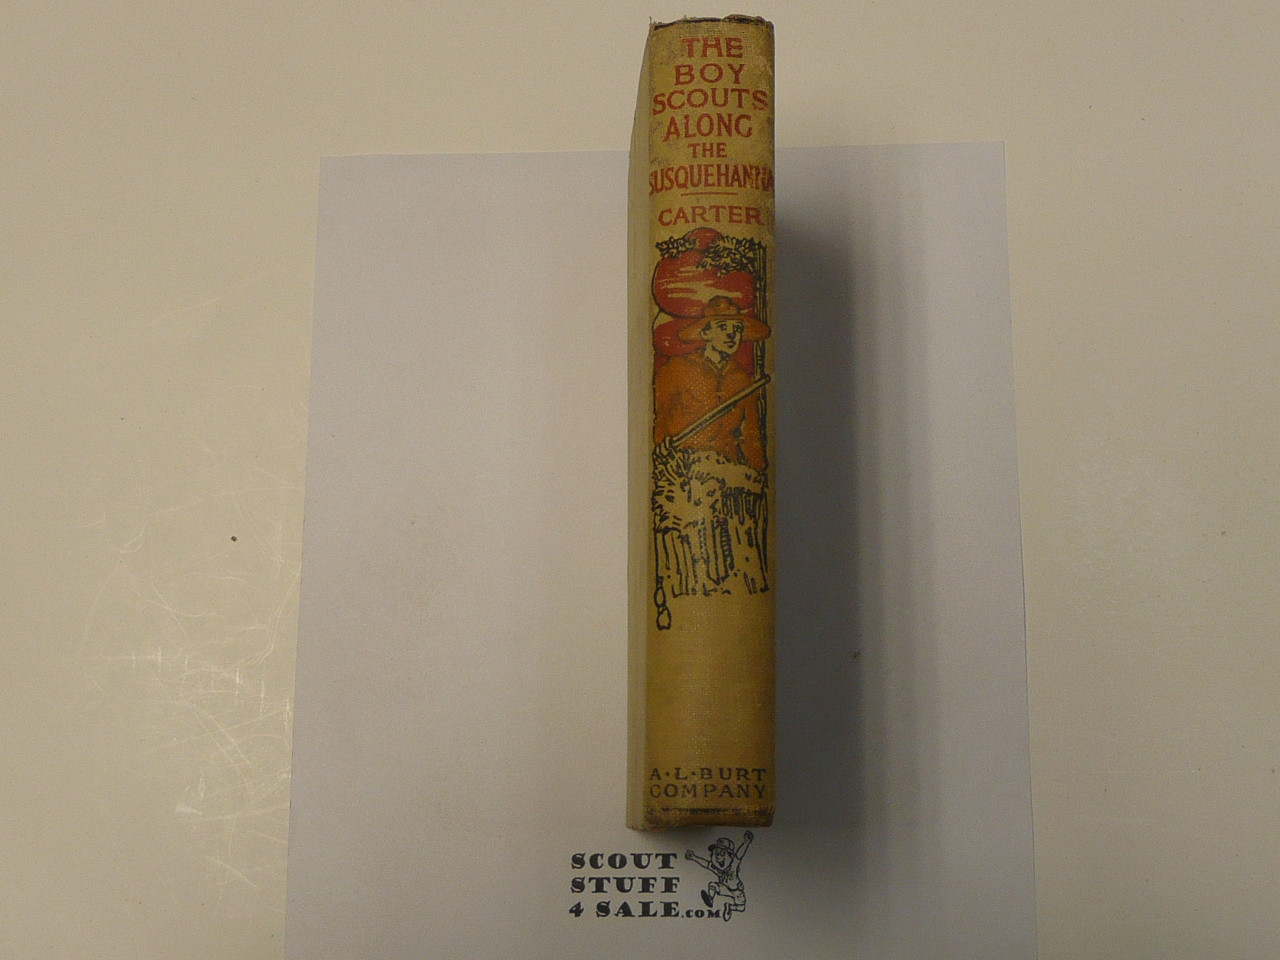 THE
BOY
SCOUTS
ALONG
THE
SUSQUEHANNA
CARTER
A·L·BURT
COMPANY
SCOUT
STUFF
4 SALE.COM